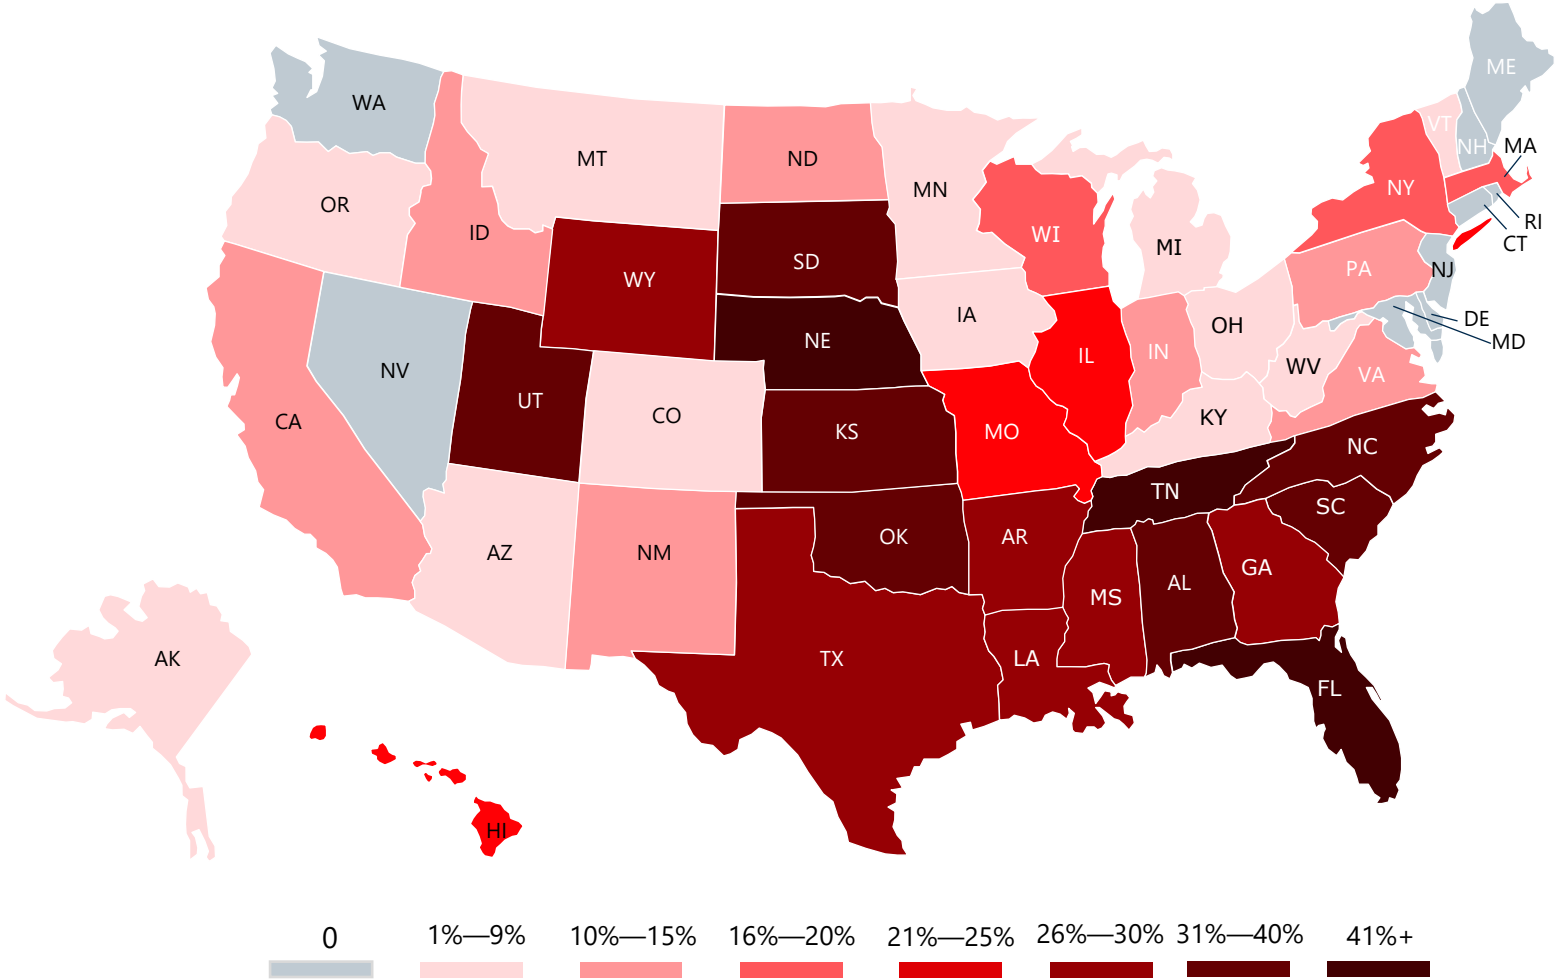 ME
WA
VT
NH
MA
MT
ND
MN
NY
OR
RI
ID
WI
CT
MI
SD
PA
NJ
WY
IA
DE
OH
NE
MD
IL
IN
WV
NV
VA
UT
CO
KY
CA
KS
MO
NC
TN
SC
AZ
NM
OK
AR
GA
AL
MS
AK
TX
LA
FL
HI
0
1%—9%
10%—15%
16%—20%
21%—25%
26%—30%
31%—40%
41%+